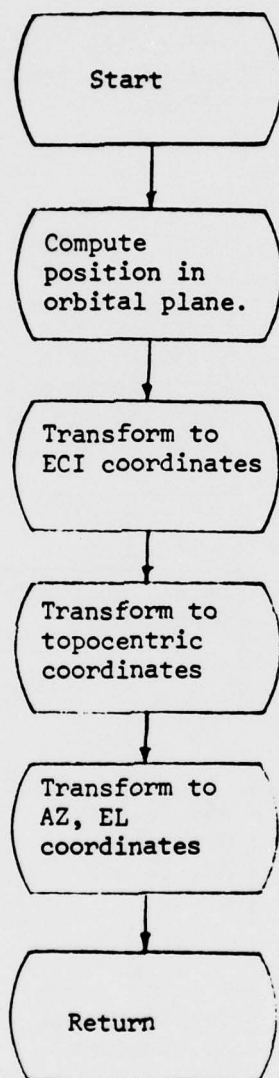 Start
Compute
position in
orbital plane.
Transform to
ECI coordinates
Transform to
topocentric
coordinates
Transform to
AZ, EL
coordinates
Return